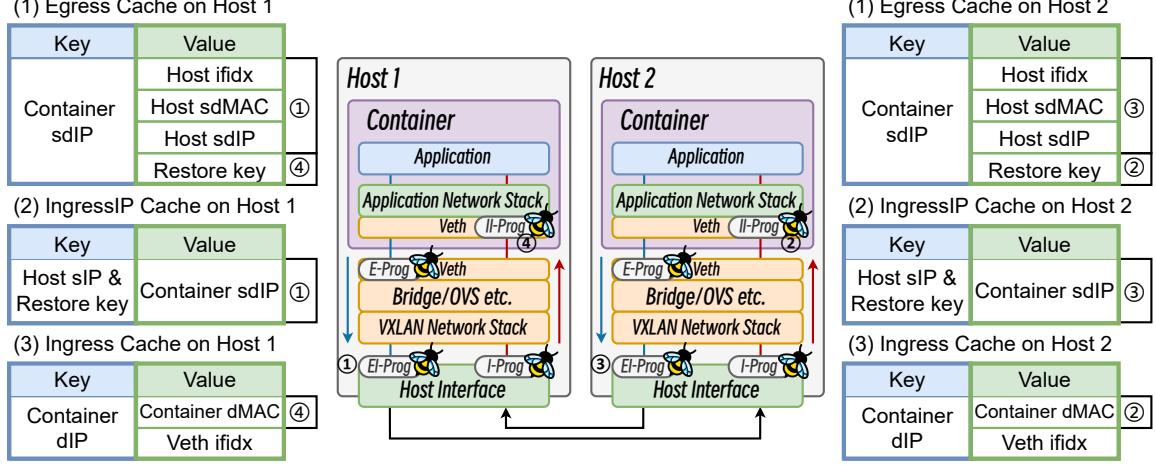 (1) Egress Cache on Host 1
Key
Value
Container
sdIP
Host ifidx
Host sdMAC
Host sdIP
①
Restore key
④
(2) IngressIP Cache on Host 1
Key
Value
Host sIP &
Restore key
Container sdIP
①
(3) Ingress Cache on Host 1
Key
Value
Container
dIP
Container dMAC
④
Veth ifidx
Host 1
Container
Application
Application Network Stack
Veth
II-Prog
④
E-Prog
Veth
Bridge/OVS etc.
VXLAN Network Stack
①
EI-Prog
I-Prog
Host Interface
Host 2
Container
Application
Application Network Stack
Veth
II-Prog
②
E-Prog
Veth
Bridge/OVS etc.
VXLAN Network Stack
③
EI-Prog
I-Prog
Host Interface
(1) Egress Cache on Host 2
Key
Value
Container
sdIP
Host ifidx
Host sdMAC
Host sdIP
③
Restore key
②
(2) IngressIP Cache on Host 2
Key
Value
Host sIP &
Restore key
Container sdIP
③
(3) Ingress Cache on Host 2
Key
Value
Container
dIP
Container dMAC
②
Veth ifidx